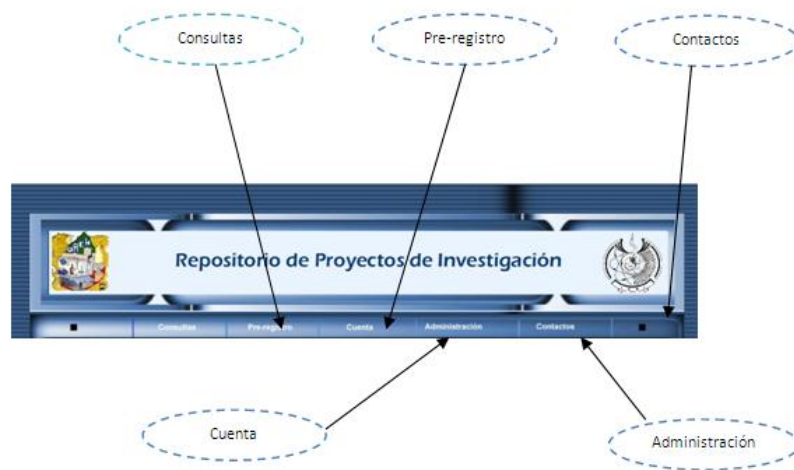 Consultas
Pre-registro
Contactos
Repositorio de Proyectos de Investigación
Consultas
Pre-registro
Cuenta
Administración
Contactos
Cuenta
Administración